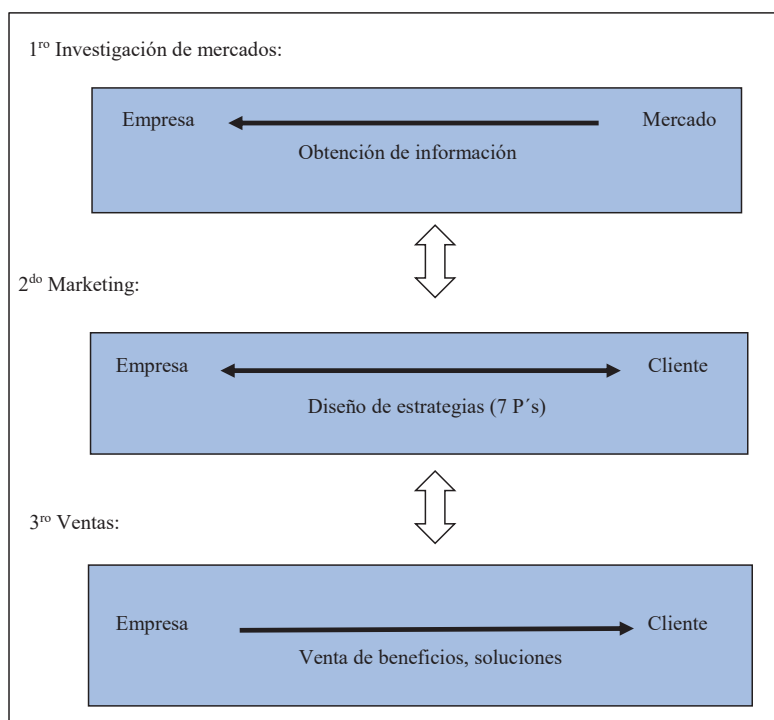 1ro Investigación de mercados:
Empresa Mercado
Obtención de información
2do Marketing:
Empresa Cliente
Diseño de estrategias (7 P´s)
3ro Ventas:
Empresa Cliente
Venta de beneficios, soluciones